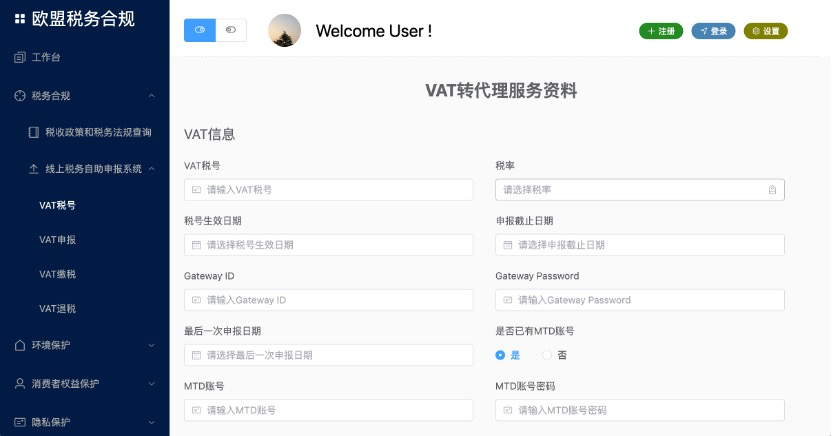 欧盟税务合规
工作台
税务合规
税收政策和税务法规查询
线上税务自助申报系统
VAT税号
VAT申报
VAT缴税
VAT退税
环境保护
消费者权益保护
隐私保护
Welcome User !
注册
登录
设置
VAT转代理服务资料
VAT信息
VAT税号
税率
请输入VAT税号
请选择税率
税号生效日期
申报截止日期
请选择税号生效日期
请选择申报截止日期
Gateway ID
Gateway Password
请输入Gateway ID
请输入Gateway Password
最后一次申报日期
是否已有MTD账号
请选择最后一次申报日期
是
否
MTD账号
MTD账号密码
请输入MTD账号
请输入MTD账号密码